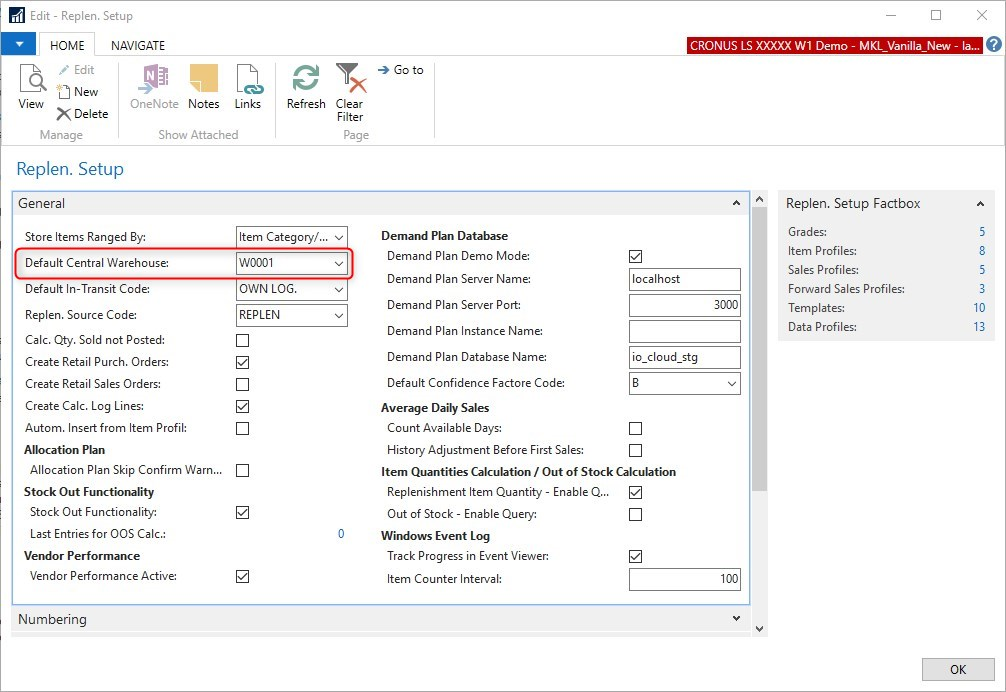 Edit - Replen. Setup
HOME NAVIGATE
CRONUS LS XXXXX W1 Demo - MKL_Vanilla_New - la... ?
View
Edit
New
Delete
Manage
OneNote
Notes
Links
Show Attached
Refresh
Clear
Filter
Go to
Page
Replen. Setup
General
Store Items Ranged By: Item Category/...
Default Central Warehouse: W0001
Default In-Transit Code: OWN LOG.
Replen. Source Code: REPLEN
Calc. Qty. Sold not Posted:
Create Retail Purch. Orders:
Create Retail Sales Orders:
Create Calc. Log Lines:
Autom. Insert from Item Profil:
Allocation Plan
Allocation Plan Skip Confirm Warn...
Stock Out Functionality
Stock Out Functionality:
Last Entries for OOS Calc.: 0
Vendor Performance
Vendor Performance Active:
Demand Plan Database
Demand Plan Demo Mode:
Demand Plan Server Name: localhost
Demand Plan Server Port: 3000
Demand Plan Instance Name:
Demand Plan Database Name: io_cloud_stg
Default Confidence Factore Code: B
Average Daily Sales
Count Available Days:
History Adjustment Before First Sales:
Item Quantities Calculation / Out of Stock Calculation
Replenishment Item Quantity - Enable Q...
Out of Stock - Enable Query:
Windows Event Log
Track Progress in Event Viewer:
Item Counter Interval: 100
Numbering
Replen. Setup Factbox
Grades: 5
Item Profiles: 8
Sales Profiles: 5
Forward Sales Profiles: 3
Templates: 10
Data Profiles: 13
OK